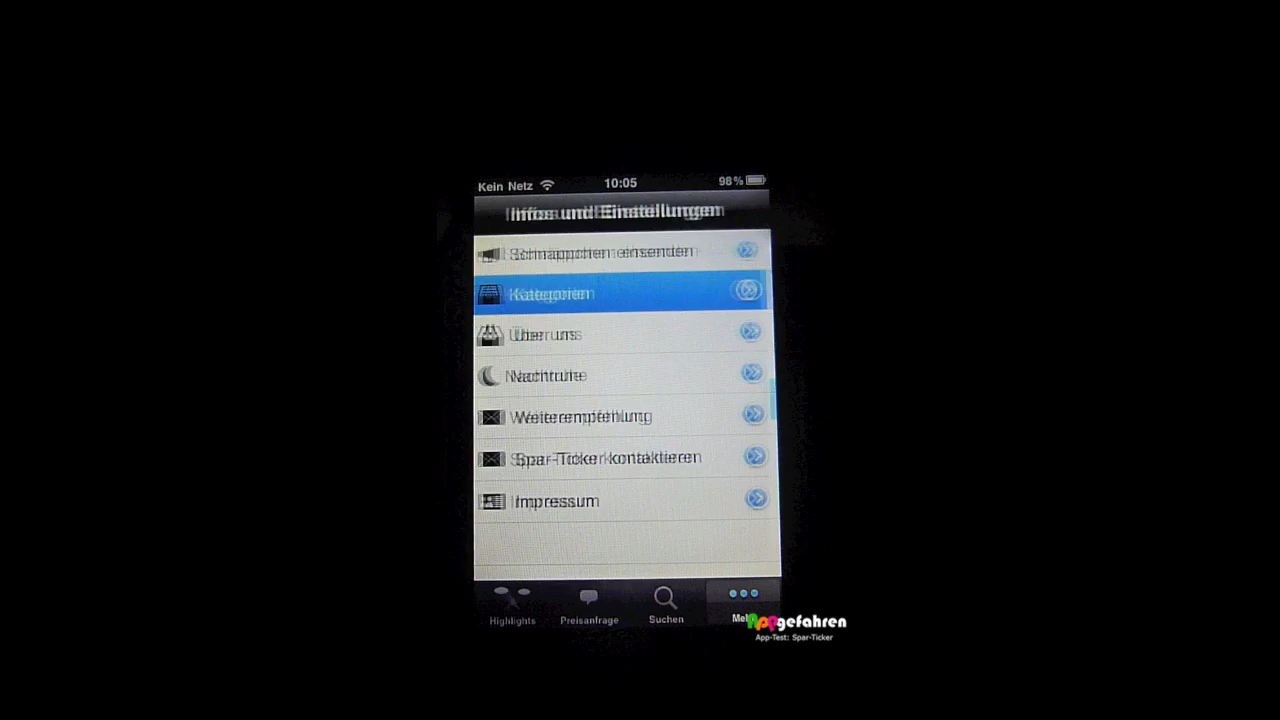 Kein Netz
10:05
98%
Infos und Einstellungen
Schnäppchen einsenden
Kategorien
Über uns
Nachtruhe
Weiterempfehlung
Spar-Ticker kontaktieren
Impressum
Highlights
Preisanfrage
Suchen
Appgefahren
App-Test: Spar-Ticker